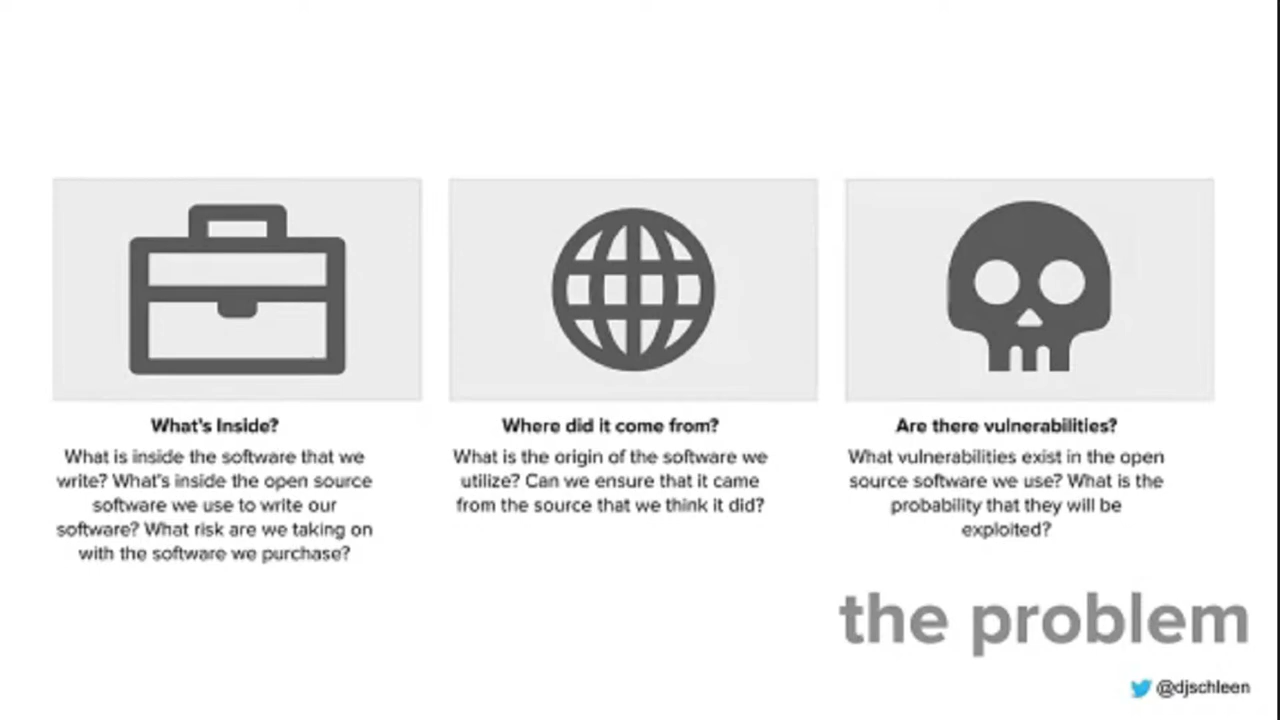 What's Inside?
What is inside the software that we
write? What's inside the open source
software we use to write our
software? What risk are we taking on
with the software we purchase?
Where did it come from?
What is the origin of the software we
utilize? Can we ensure that it came
from the source that we think it did?
Are there vulnerabilities?
What vulnerabilities exist in the open
source software we use? What is the
probability that they will be
exploited?
the problem
@djschleen